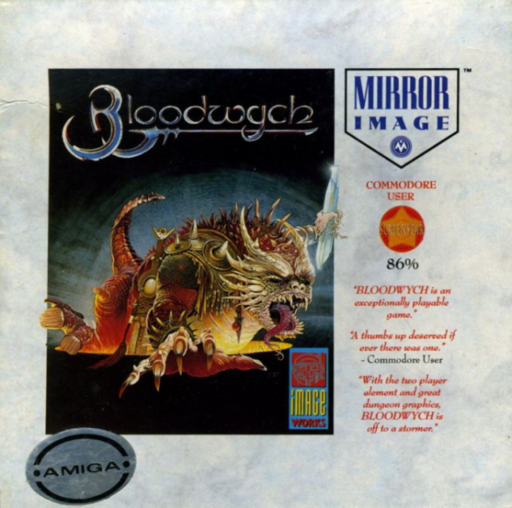 Bloodwych
MIRROR
IMAGE
™
COMMODORE
USER
86%
"BLOODWYCH is an
exceptionally playable
game."
"A thumbs up deserved if
ever there was one."
- Commodore User
"With the two player
element and great
dungeon graphics,
BLOODWYCH is
off to a stormer."
IMAGE
WORKS
AMIGA